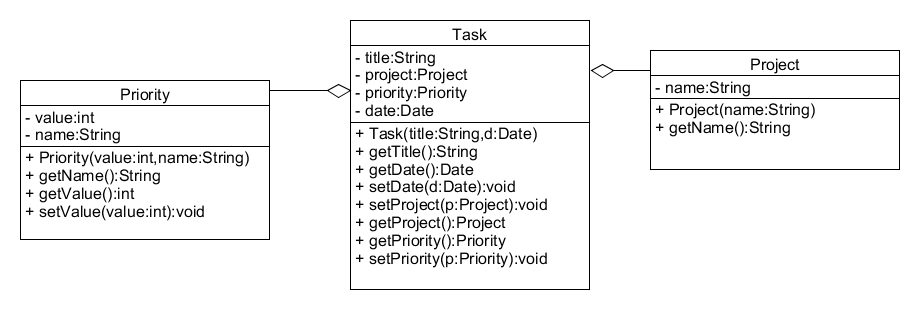 Task
- title:String
- project:Project
- priority:Priority
- date:Date
+ Task(title:String,d:Date)
+ getTitle():String
+ getDate():Date
+ setDate(d:Date):void
+ setProject(p:Project):void
+ getProject():Project
+ getPriority():Priority
+ setPriority(p:Priority):void
Priority
- value:int
- name:String
+ Priority(value:int,name:String)
+ getName():String
+ getValue():int
+ setValue(value:int):void
Project
- name:String
+ Project(name:String)
+ getName():String